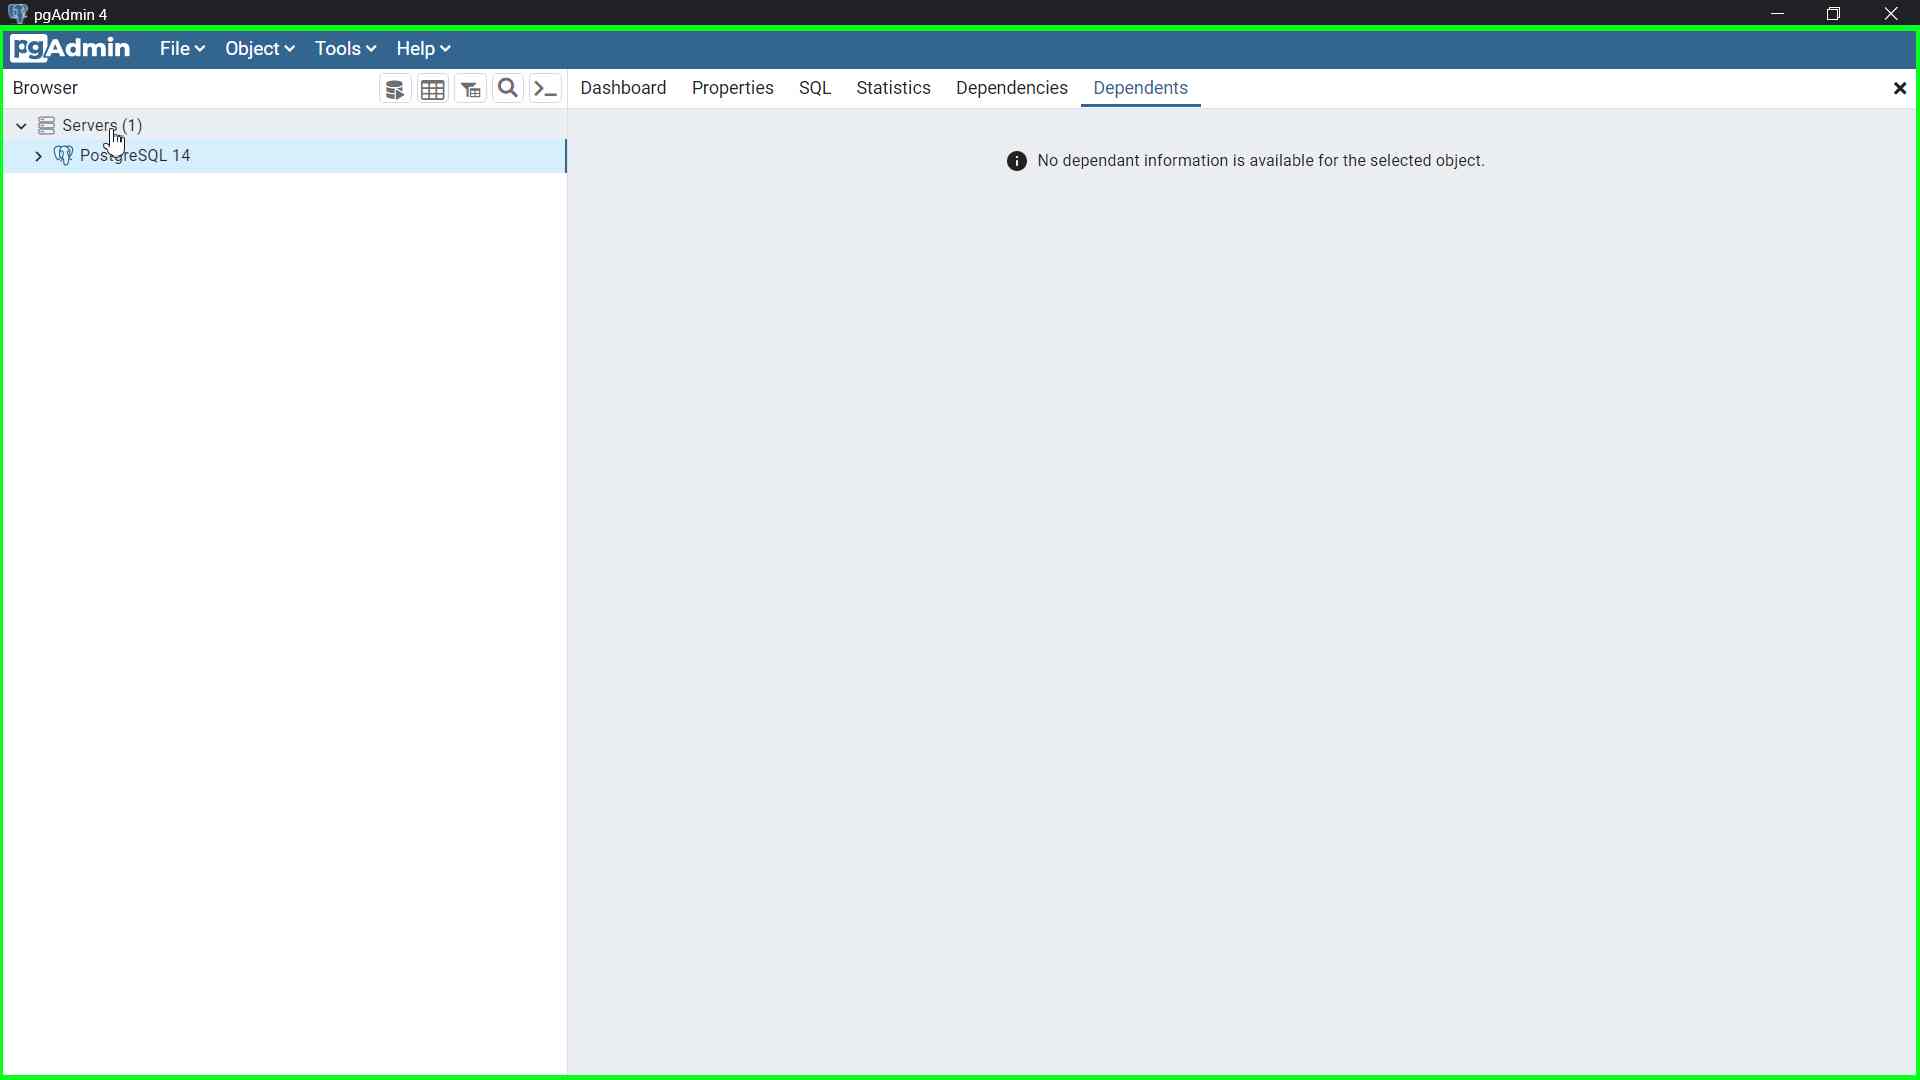 pgAdmin 4
pgAdmin File Object Tools Help
Browser
Dashboard Properties SQL Statistics Dependencies Dependents
Servers (1)
PostgreSQL 14
No dependant information is available for the selected object.